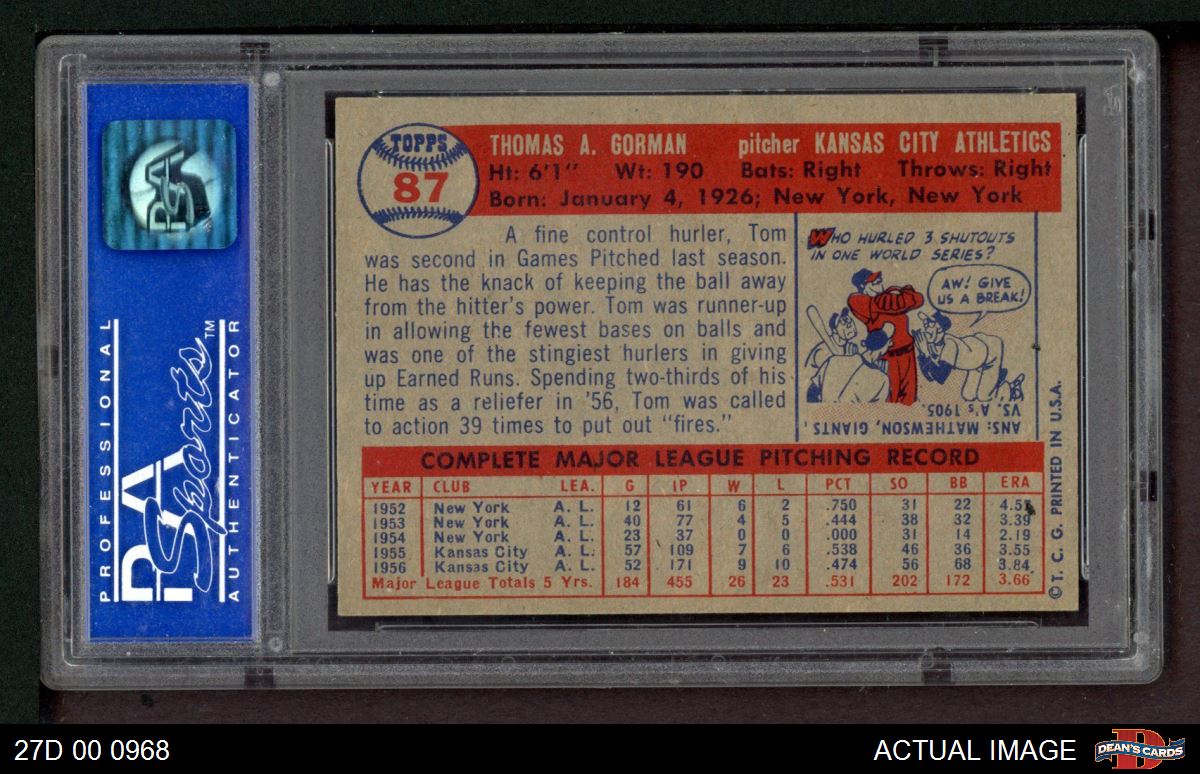 PSA
PROFESSIONAL
PSA
Sports™
AUTHENTICATOR
TOPPS
87
THOMAS A. GORMAN pitcher KANSAS CITY ATHLETICS
Ht: 6'1" Wt: 190 Bats: Right Throws: Right
Born: January 4, 1926; New York, New York
A fine control hurler, Tom
was second in Games Pitched last season.
He has the knack of keeping the ball away
from the hitter's power. Tom was runner-up
in allowing the fewest bases on balls and
was one of the stingiest hurlers in giving
up Earned Runs. Spending two-thirds of his
time as a reliefer in '56, Tom was called
to action 39 times to put out "fires."
WHO HURLED 3 SHUTOUTS
IN ONE WORLD SERIES?
AW! GIVE
US A BREAK!
ANS: MATHEWSON, GIANTS
VS. A's 1905.
COMPLETE MAJOR LEAGUE PITCHING RECORD
YEAR CLUB LEA. G IP W L PCT SO BB ERA
1952 New York A. L. 12 61 6 2 .750 31 22 4.57
1953 New York A. L. 40 77 4 5 .444 38 32 3.39
1954 New York A. L. 23 37 0 0 .000 31 14 2.19
1955 Kansas City A. L. 57 109 7 6 .538 46 36 3.55
1956 Kansas City A. L. 52 171 9 10 .474 56 68 3.84
Major League Totals 5 Yrs. 184 455 26 23 .531 202 172 3.66
© T. C. G. PRINTED IN U.S.A.
27D 00 0968
ACTUAL IMAGE
DEAN'S CARDS